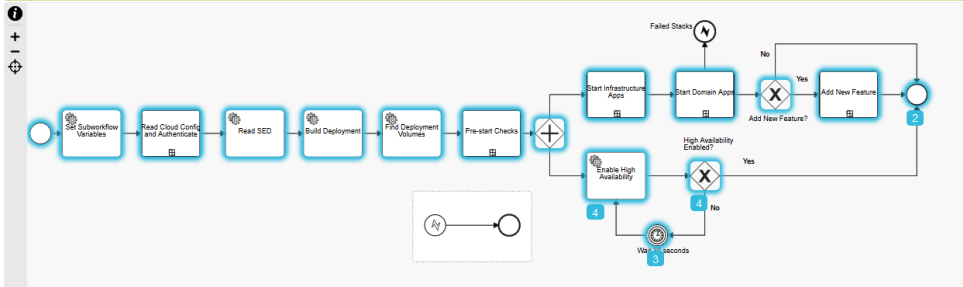 Failed Stacks
No
Yes
Set Subworkflow
Variables
Read Cloud Config
and Authenticate
Read SED
Build Deployment
Find Deployment
Volumes
Pre-start Checks
Start Infrastructure
Apps
Start Domain Apps
Add New Feature?
Add New Feature
2
High Availability
Enabled?
Yes
Enable High
Availability
4
4
No
seconds
3